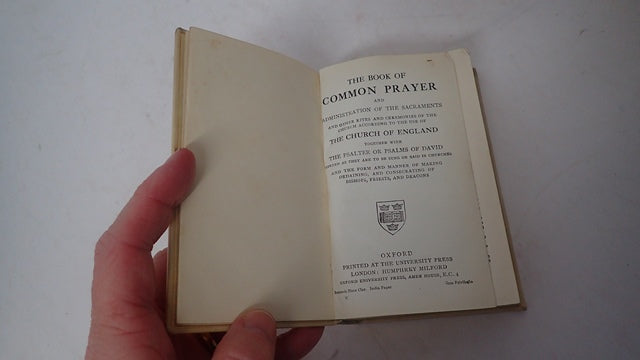 THE BOOK OF
COMMON PRAYER
AND
ADMINISTRATION OF THE SACRAMENTS
AND OTHER RITES AND CEREMONIES OF THE
CHURCH ACCORDING TO THE USE OF
THE CHURCH OF ENGLAND
TOGETHER WITH
THE PSALTER OR PSALMS OF DAVID
POINTED AS THEY ARE TO BE SUNG OR SAID IN CHURCHES
AND THE FORM AND MANNER OF MAKING
ORDAINING, AND CONSECRATING OF
BISHOPS, PRIESTS, AND DEACONS
OXFORD
PRINTED AT THE UNIVERSITY PRESS
LONDON: HUMPHREY MILFORD
OXFORD UNIVERSITY PRESS, AMEN HOUSE, E.C. 4
India Paper